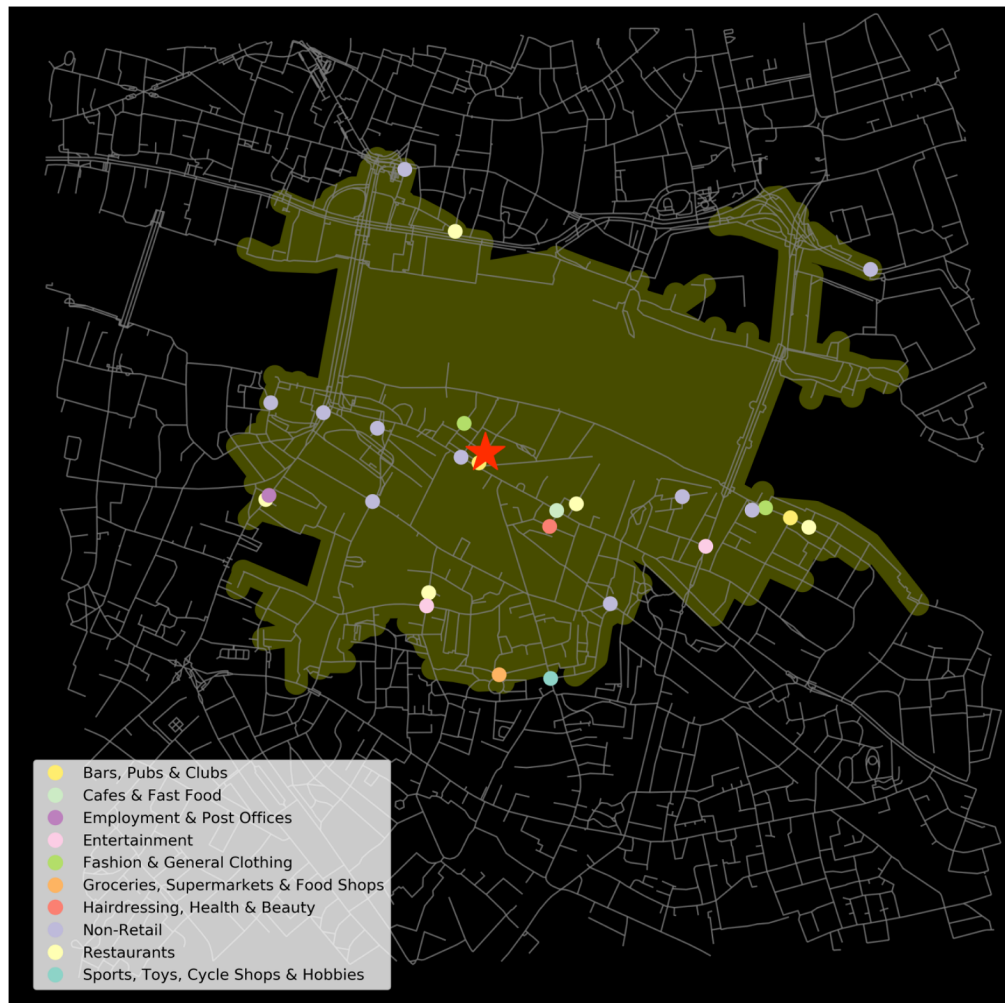 Bars, Pubs & Clubs
Cafes & Fast Food
Employment & Post Offices
Entertainment
Fashion & General Clothing
Groceries, Supermarkets & Food Shops
Hairdressing, Health & Beauty
Non-Retail
Restaurants
Sports, Toys, Cycle Shops & Hobbies